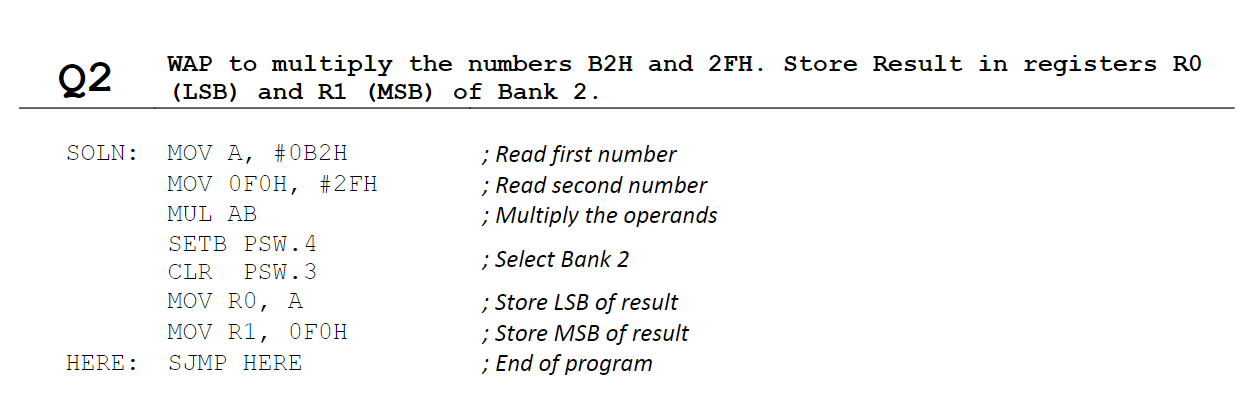 Q2 WAP to multiply the numbers B2H and 2FH. Store Result in registers R0
(LSB) and R1 (MSB) of Bank 2.
SOLN: MOV A, #0B2H ; Read first number
MOV 0F0H, #2FH ; Read second number
MUL AB ; Multiply the operands
SETB PSW.4
; Select Bank 2
CLR PSW.3
MOV R0, A ; Store LSB of result
MOV R1, 0F0H ; Store MSB of result
HERE: SJMP HERE ; End of program